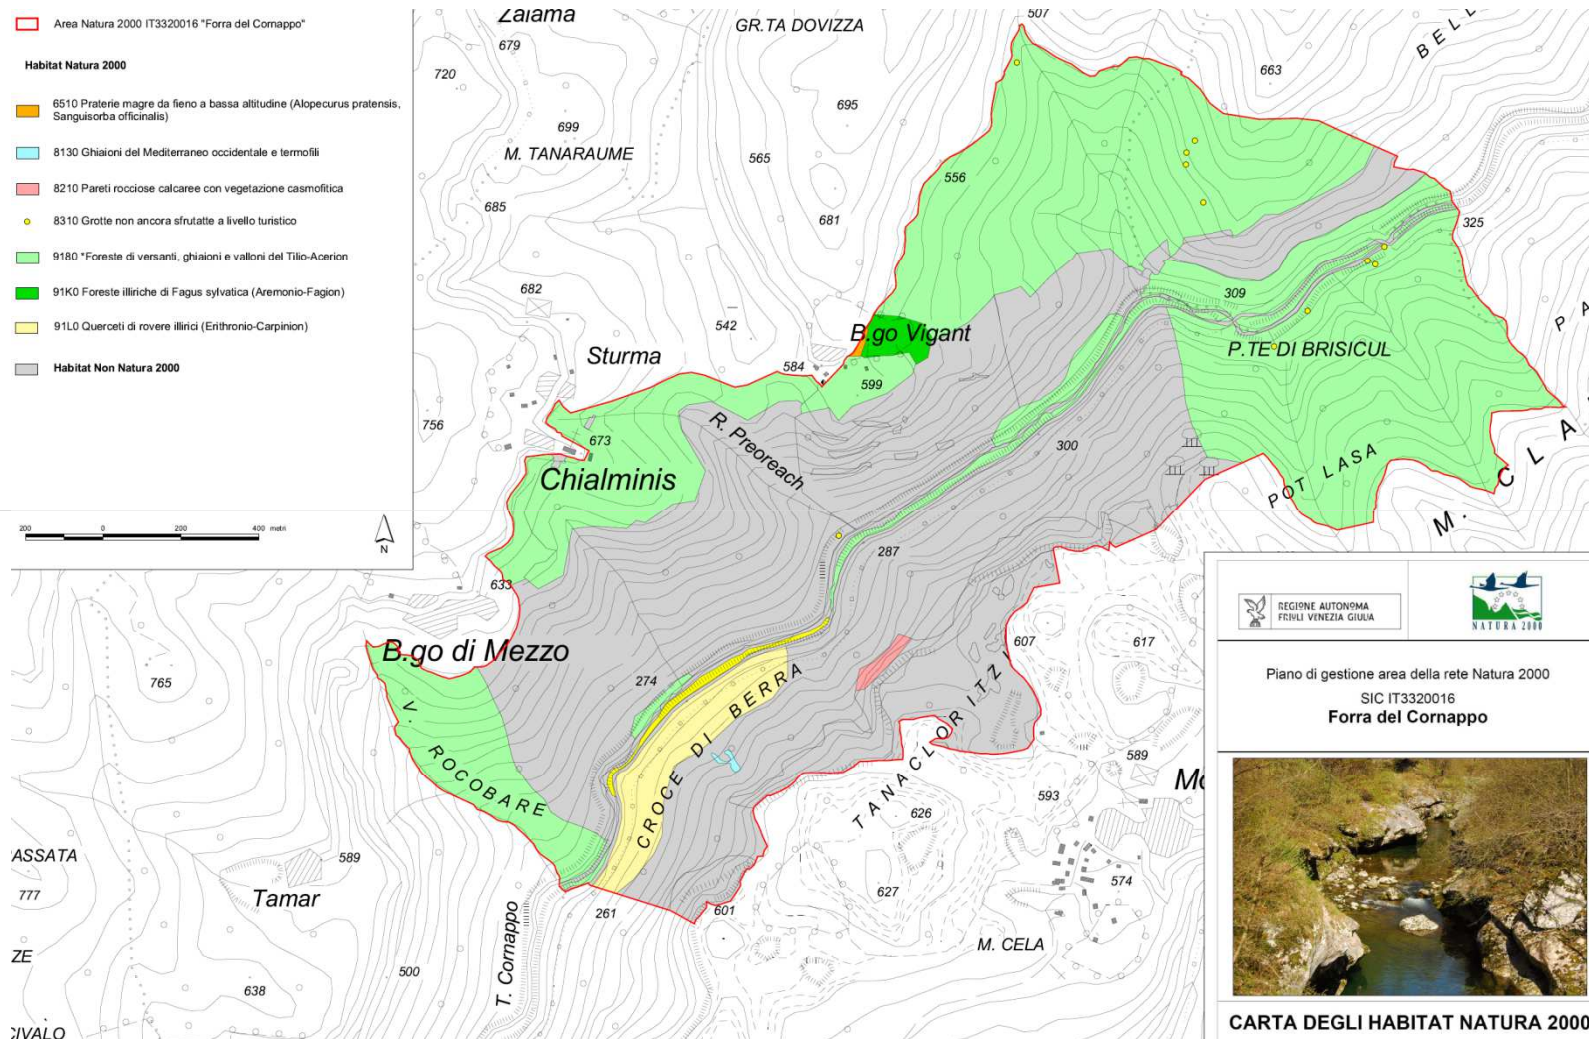 Area Natura 2000 IT3320016 "Forra del Cornappo"
Habitat Natura 2000
6510 Praterie magre da fieno a bassa altitudine (Alopecurus pratensis,
Sanguisorba officinalis)
8130 Ghiaioni del Mediterraneo occidentale e termofili
8210 Pareti rocciose calcaree con vegetazione casmofitica
8310 Grotte non ancora sfrutatte a livello turistico
9180 *Foreste di versanti, ghiaioni e valloni del Tilio-Acerion
91K0 Foreste illiriche di Fagus sylvatica (Aremonio-Fagion)
91L0 Querceti di rovere illirici (Erithronio-Carpinion)
Habitat Non Natura 2000
200 0 200 400 metri
N
Zaiama
GR.TA DOVIZZA
507
BELL
679
720
663
695
699
M. TANARAUME
565
556
685
681
325
682
309
P. A
542
B.go Vigant
Sturma
584
599
P.TE DI BRISICUL
756
673
R. Preoreach
300
Chialminis
POT LASA
M. CLA
287
633
607
617
B.go di Mezzo
765
274
V. ROCOBARE
CROCE DI BERRA
TANACLORITZI
589
593
Mo
626
ASSATA
589
777
Tamar
627
574
261
601
M. CELA
T. Cornappo
ZE
500
638
CIVALO
REGIONE AUTONOMA
FRIULI VENEZIA GIULIA
NATURA 2000
Piano di gestione area della rete Natura 2000
SIC IT3320016
Forra del Cornappo
CARTA DEGLI HABITAT NATURA 2000